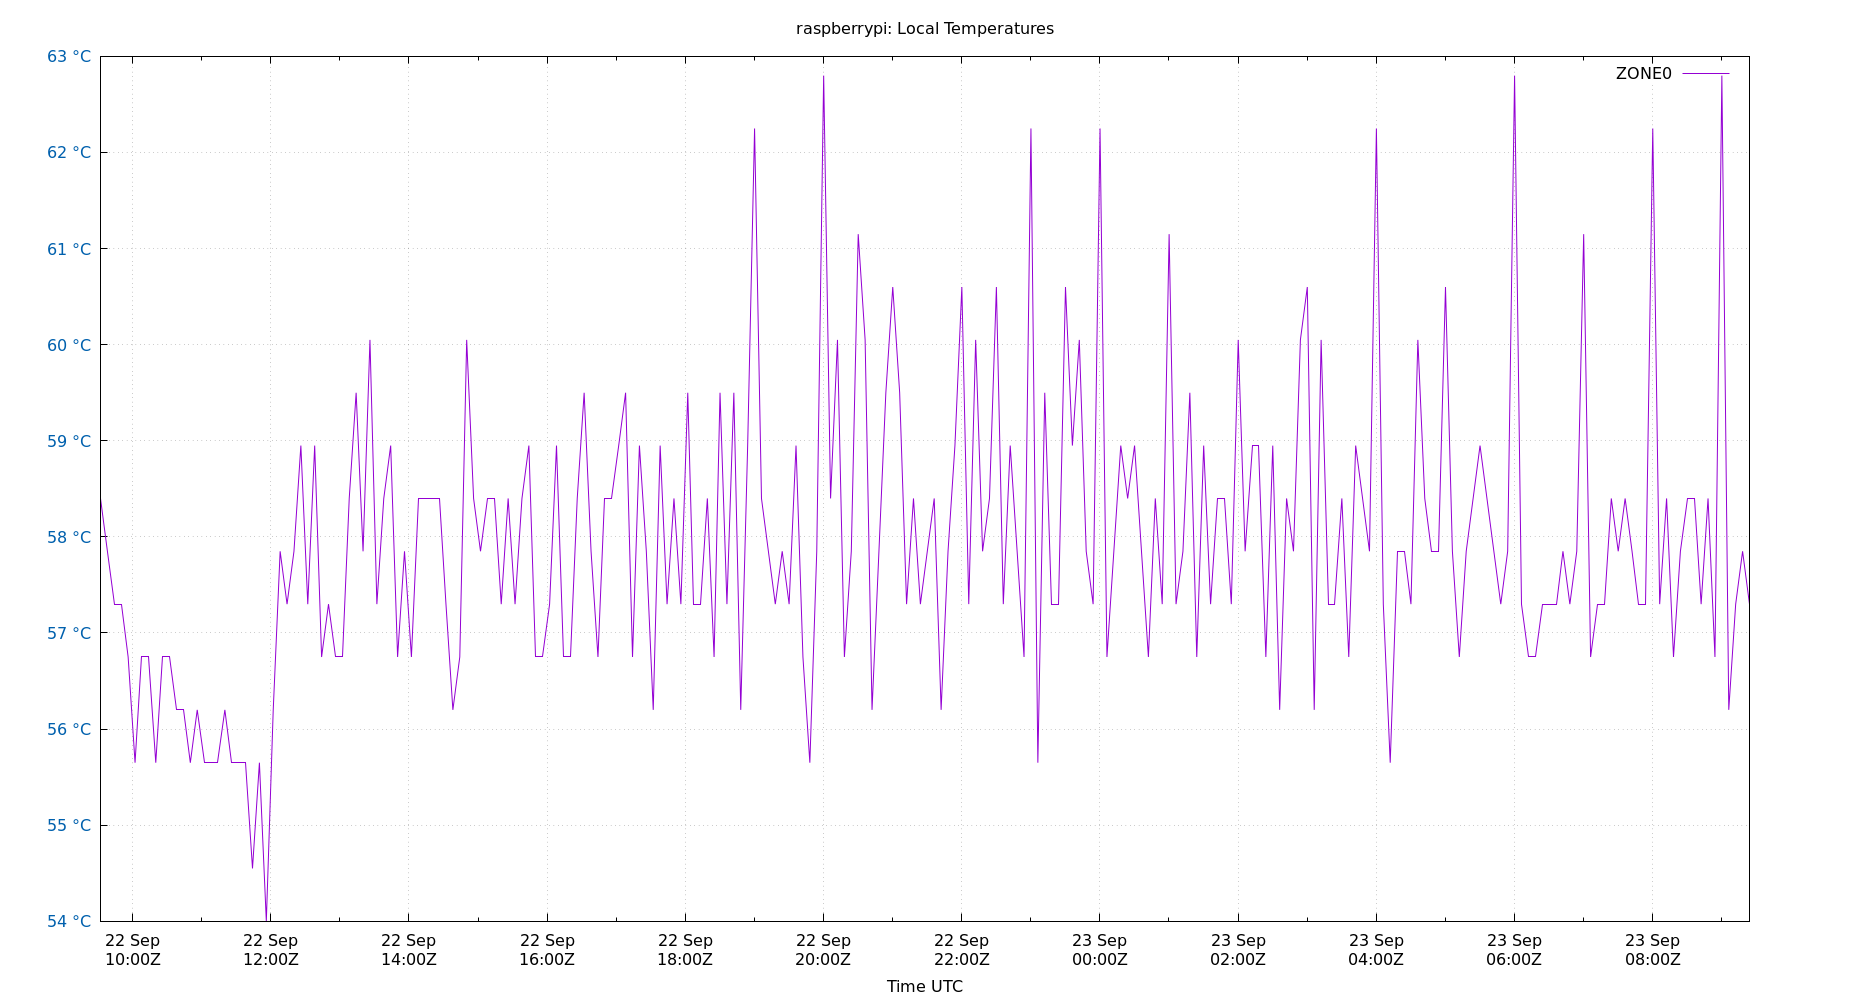 raspberrypi: Local Temperatures
63 °C
ZONE0
62 °C
61 °C
60 °C
59 °C
58 °C
57 °C
56 °C
55 °C
54 °C
22 Sep 22 Sep 22 Sep 22 Sep 22 Sep 22 Sep 22 Sep 23 Sep 23 Sep 23 Sep 23 Sep 23 Sep
10:00Z 12:00Z 14:00Z 16:00Z 18:00Z 20:00Z 22:00Z 00:00Z 02:00Z 04:00Z 06:00Z 08:00Z
Time UTC